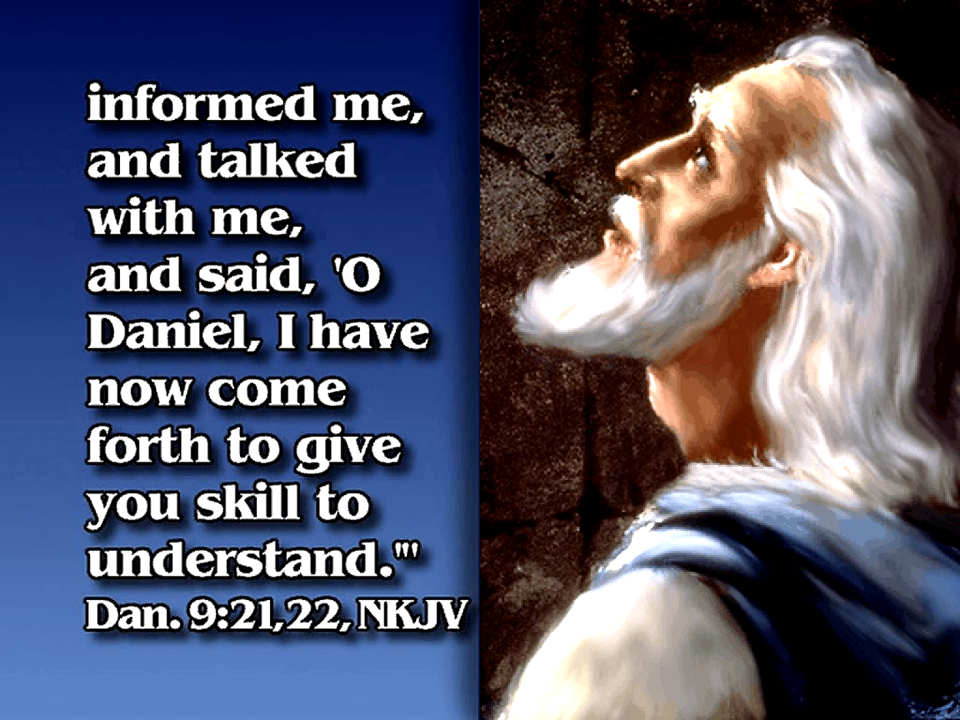 informed me,
and talked
with me,
and said, 'O
Daniel, I have
now come
forth to give
you skill to
understand."'
Dan. 9:21,22, NKJV